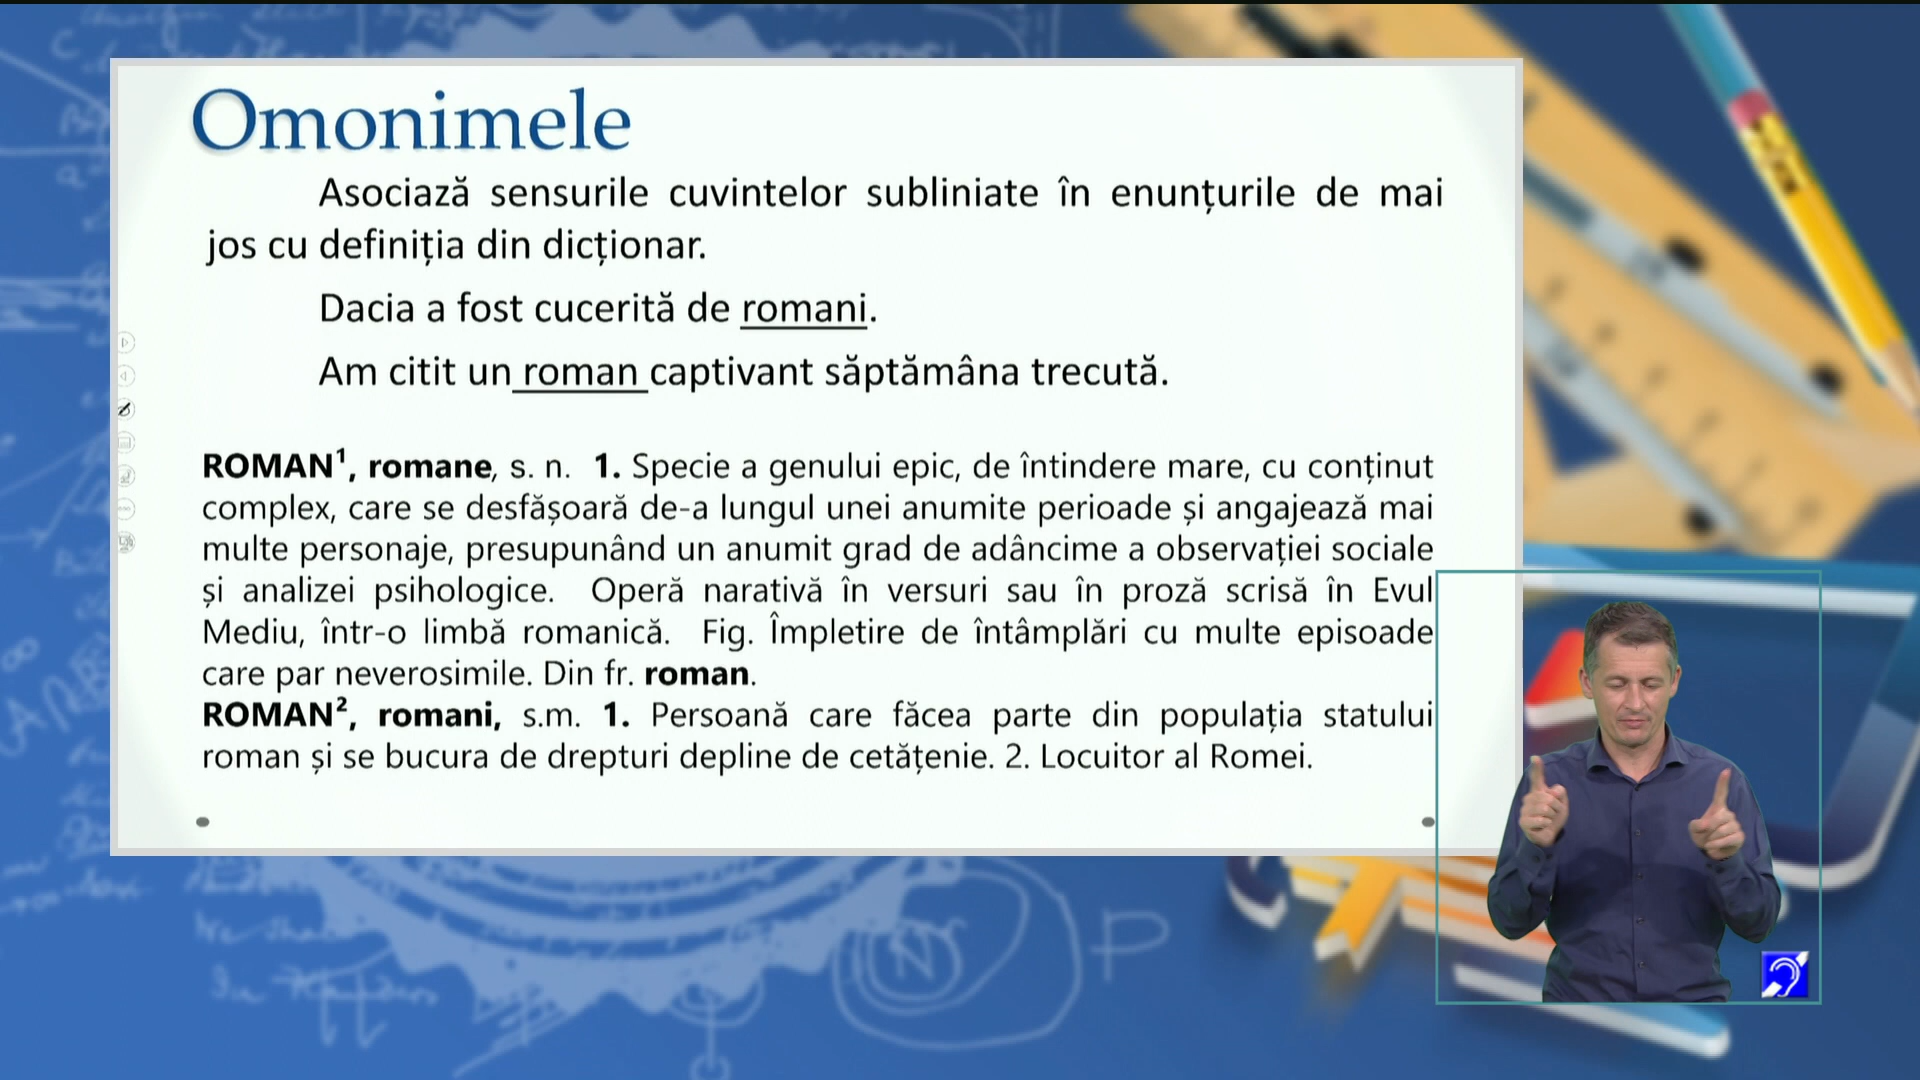 Omonimele
Asociază sensurile cuvintelor subliniate în enunțurile de mai
jos cu definiția din dicționar.
Dacia a fost cucerită de romani.
Am citit un roman captivant săptămâna trecută.
ROMAN¹, romane, s. n. 1. Specie a genului epic, de întindere mare, cu conținut
complex, care se desfășoară de-a lungul unei anumite perioade și angajează mai
multe personaje, presupunând un anumit grad de adâncime a observației sociale
și analizei psihologice. Operă narativă în versuri sau în proză scrisă în Evul
Mediu, într-o limbă romanică. Fig. Împletire de întâmplări cu multe episoade
care par neverosimile. Din fr. roman.
ROMAN², romani, s.m. 1. Persoană care făcea parte din populația statului
roman și se bucura de drepturi depline de cetățenie. 2. Locuitor al Romei.
N
P